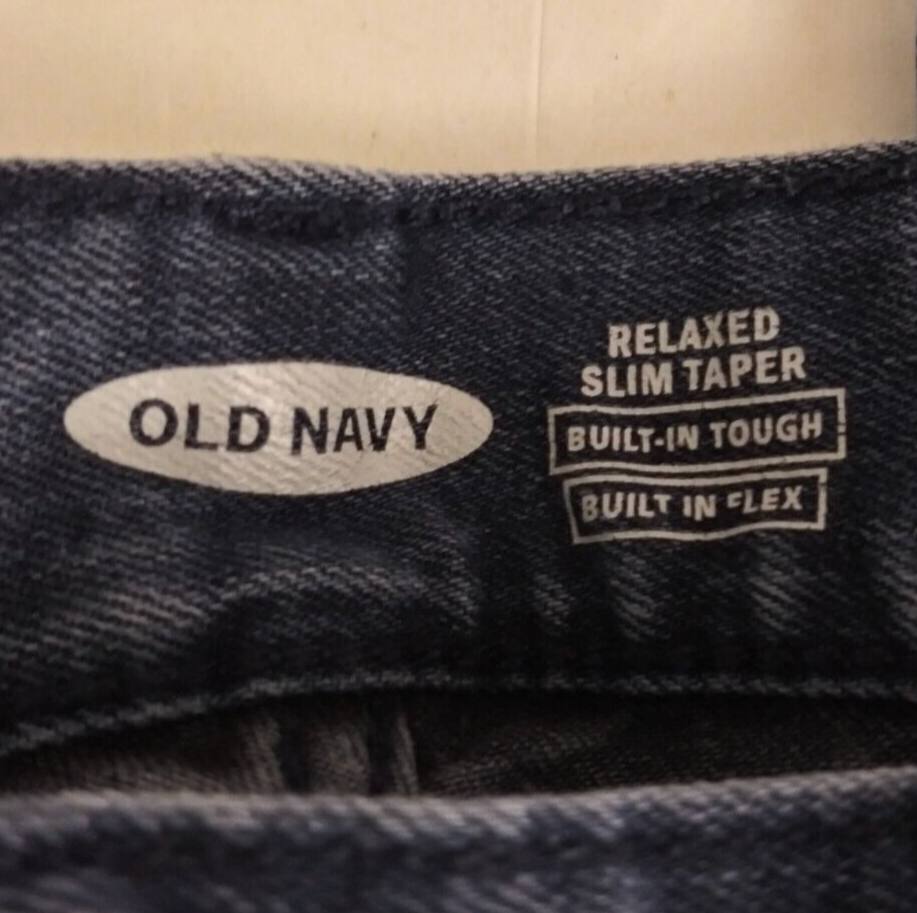 OLD NAVY
RELAXED
SLIM TAPER
BUILT-IN TOUGH
BUILT IN FLEX